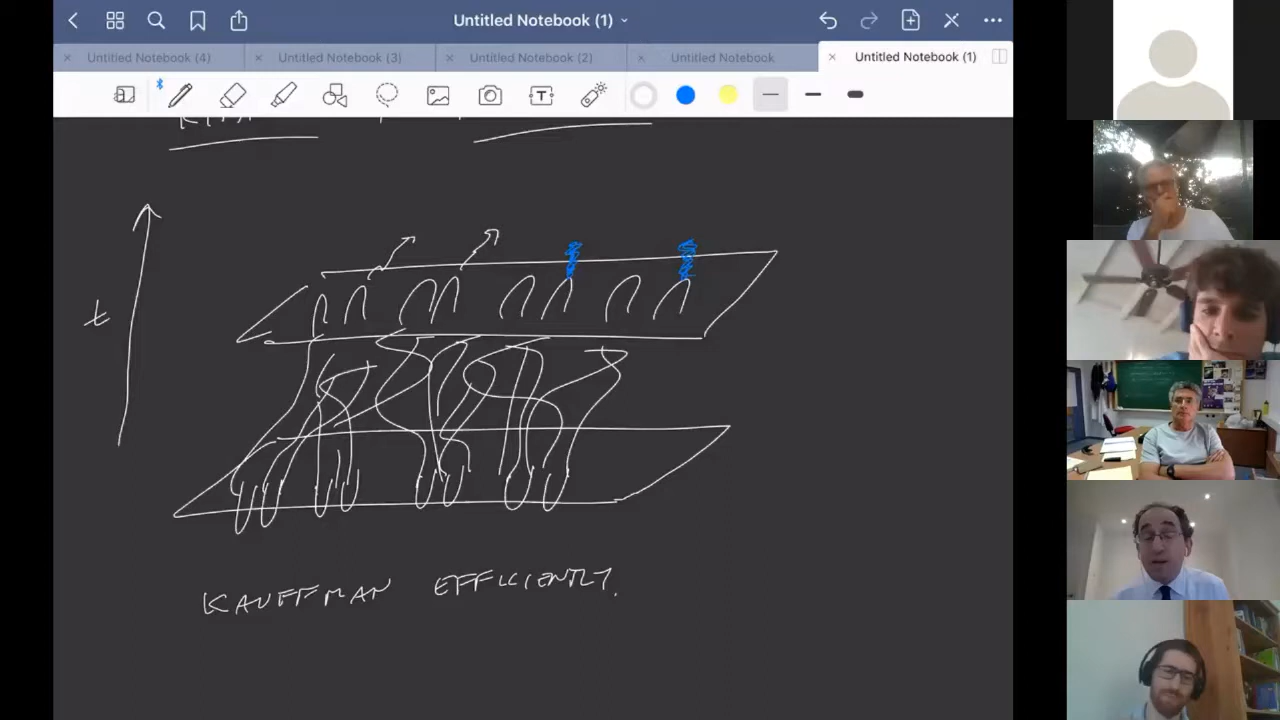 Untitled Notebook (1)
Untitled Notebook (4)
Untitled Notebook (3)
Untitled Notebook (2)
Untitled Notebook
Untitled Notebook (1)
T
t
KAUFFMAN EFFICIENTLY.